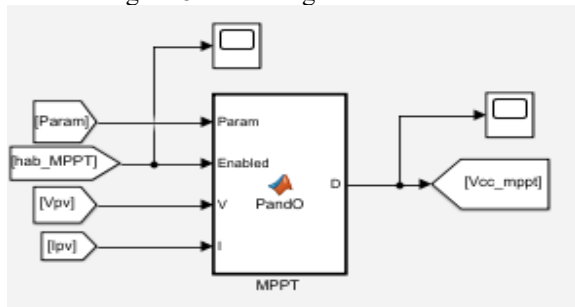 [Param]
Param
[hab_MPPT]
Enabled
[Vpv]
V
PandO
D
[Vcc_mppt]
[Ipv]
I
MPPT